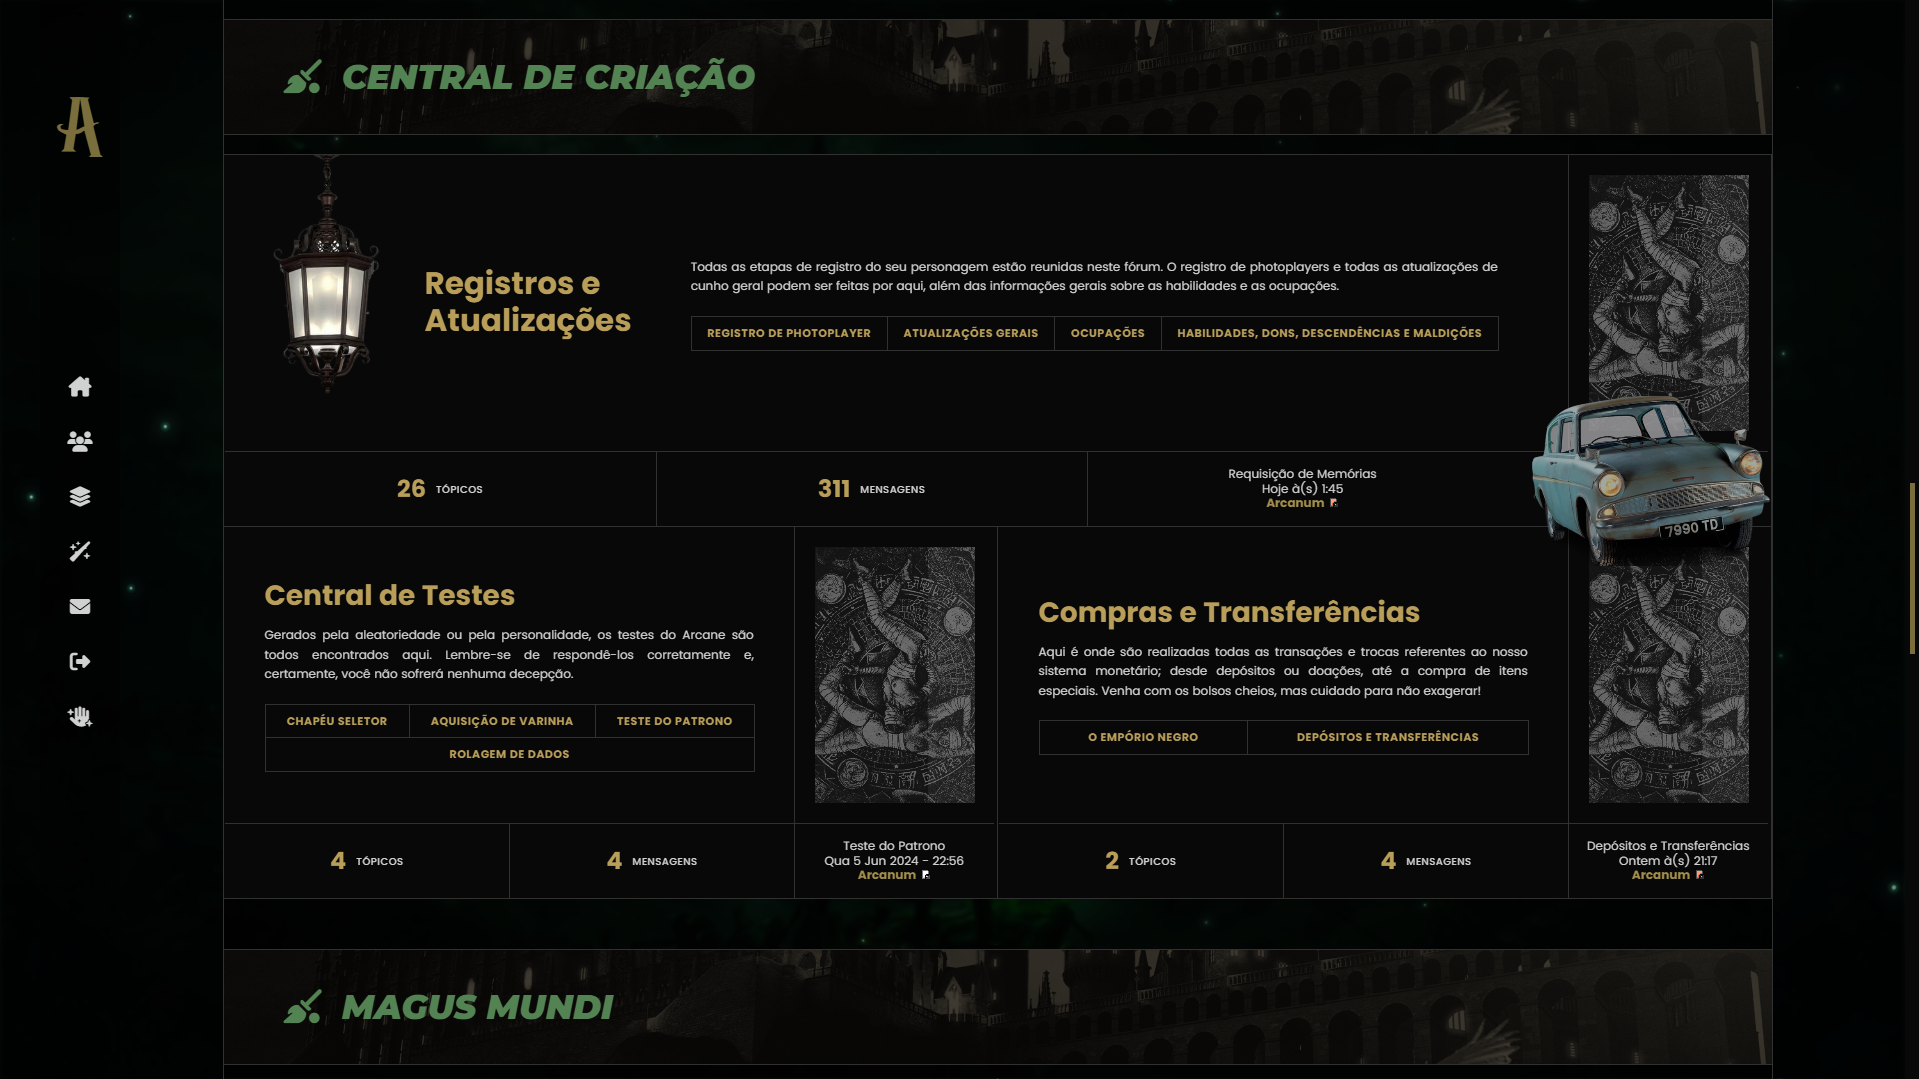 CENTRAL DE CRIAÇÃO
A
Registros e
Atualizações
Todas as etapas de registro do seu personagem estão reunidas neste fórum. O registro de photoplayers e todas as atualizações de
cunho geral podem ser feitas por aqui, além das informações gerais sobre as habilidades e as ocupações.
REGISTRO DE PHOTOPLAYER ATUALIZAÇÕES GERAIS OCUPAÇÕES HABILIDADES, DONS, DESCENDÊNCIAS E MALDIÇÕES
26 TÓPICOS
311 MENSAGENS
Requisição de Memórias
Hoje à(s) 1:45
Arcanum
7990 TD
Central de Testes
Gerados pela aleatoriedade ou pela personalidade, os testes do Arcane são
todos encontrados aqui. Lembre-se de respondê-los corretamente e,
certamente, você não sofrerá nenhuma decepção.
CHAPÉU SELETOR AQUISIÇÃO DE VARINHA TESTE DO PATRONO
ROLAGEM DE DADOS
4 TÓPICOS
4 MENSAGENS
Teste do Patrono
Qua 5 Jun 2024 - 22:56
Arcanum
Compras e Transferências
Aqui é onde são realizadas todas as transações e trocas referentes ao nosso
sistema monetário; desde depósitos ou doações, até a compra de itens
especiais. Venha com os bolsos cheios, mas cuidado para não exagerar!
O EMPÓRIO NEGRO DEPÓSITOS E TRANSFERÊNCIAS
2 TÓPICOS
4 MENSAGENS
Depósitos e Transferências
Ontem à(s) 21:17
Arcanum
MAGUS MUNDI